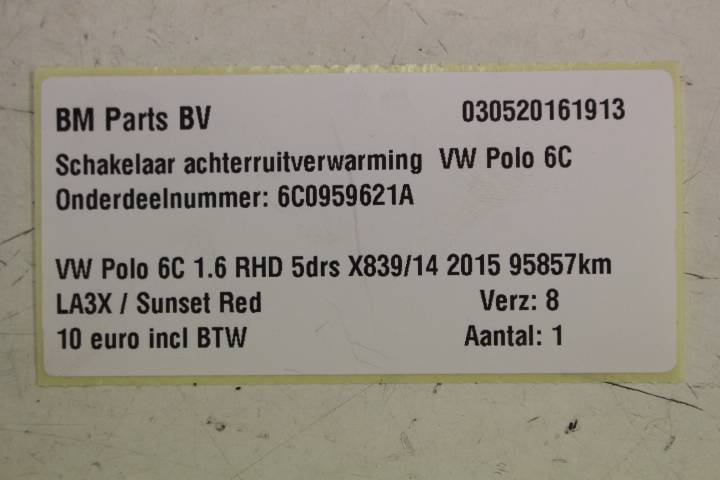 BM Parts BV 030520161913
Schakelaar achterruitverwarming VW Polo 6C
Onderdeelnummer: 6C0959621A
VW Polo 6C 1.6 RHD 5drs X839/14 2015 95857km
LA3X / Sunset Red Verz: 8
10 euro incl BTW Aantal: 1